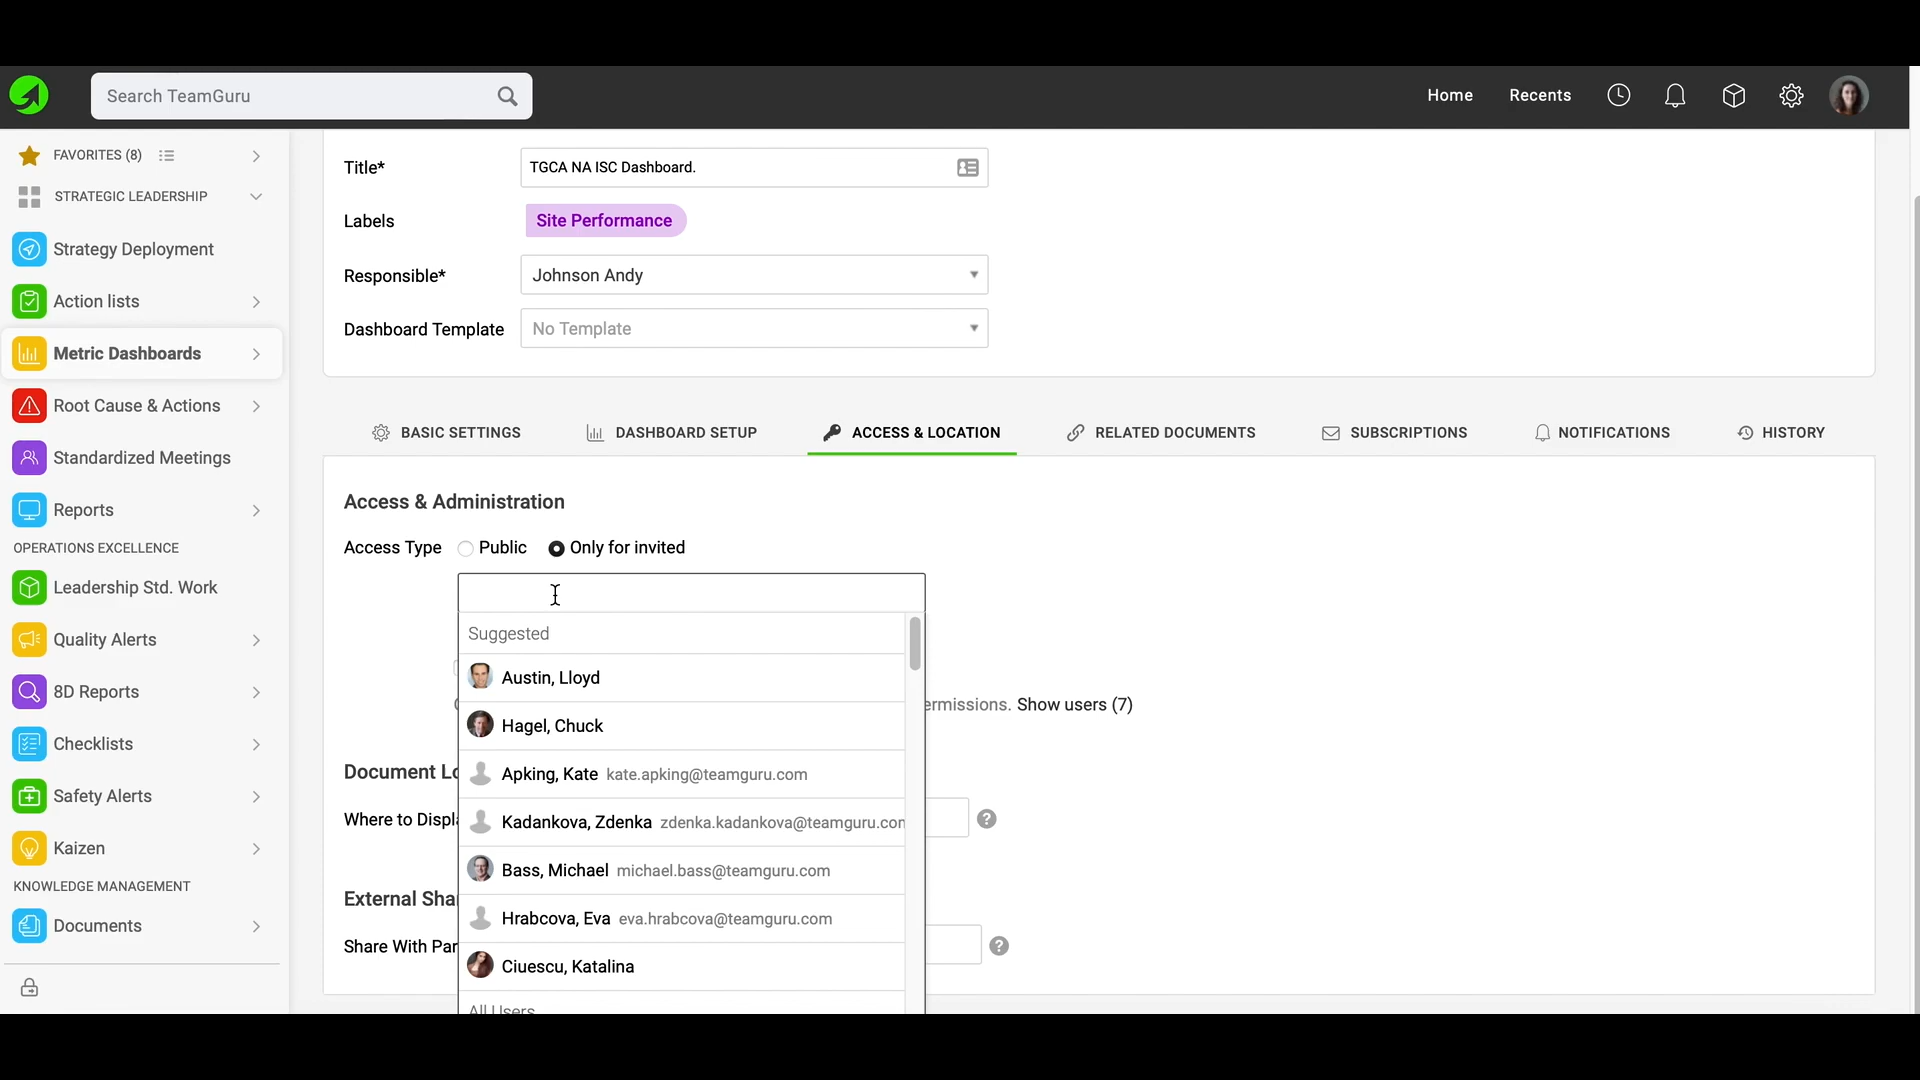 Search TeamGuru
Home
Recents
FAVORITES (8)
STRATEGIC LEADERSHIP
Strategy Deployment
Action lists
Metric Dashboards
Root Cause & Actions
Standardized Meetings
Reports
OPERATIONS EXCELLENCE
Leadership Std. Work
Quality Alerts
8D Reports
Checklists
Safety Alerts
Kaizen
KNOWLEDGE MANAGEMENT
Documents
Title*
TGCA NA ISC Dashboard.
Labels
Site Performance
Responsible*
Johnson Andy
Dashboard Template
No Template
BASIC SETTINGS
DASHBOARD SETUP
ACCESS & LOCATION
RELATED DOCUMENTS
SUBSCRIPTIONS
NOTIFICATIONS
HISTORY
Access & Administration
Access Type
Public
Only for invited
Suggested
Austin, Lloyd
Hagel, Chuck
ermissions. Show users (7)
Apking, Kate kate.apking@teamguru.com
Kadankova, Zdenka zdenka.kadankova@teamguru.con
Bass, Michael michael.bass@teamguru.com
Hrabcova, Eva eva.hrabcova@teamguru.com
Ciuescu, Katalina
All Users
Document Lo
Where to Displa
?
External Shar
Share With Par
?